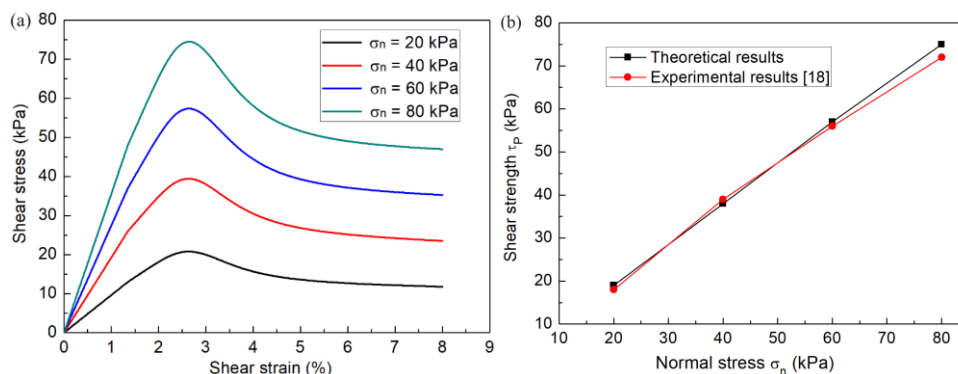 (a)
80
70
60
50
40
30
20
10
0
Shear stress (kPa)
σn = 20 kPa
σn = 40 kPa
σn = 60 kPa
σn = 80 kPa
0 1 2 3 4 5 6 7 8 9
Shear strain (%)
(b)
80
70
60
50
40
30
20
10
Shear strength τP (kPa)
Theoretical results
Experimental results [18]
10 20 30 40 50 60 70 80
Normal stress σn (kPa)